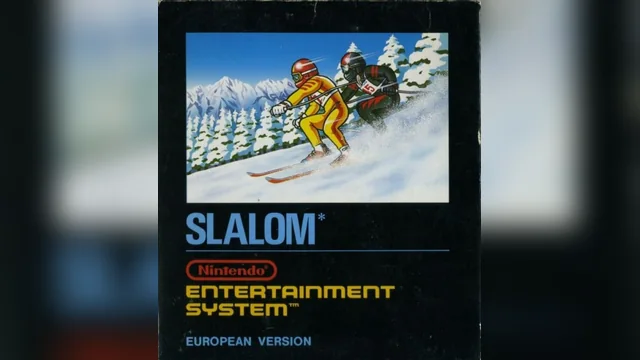 SLALOM*
Nintendo®
ENTERTAINMENT
SYSTEM™
EUROPEAN VERSION